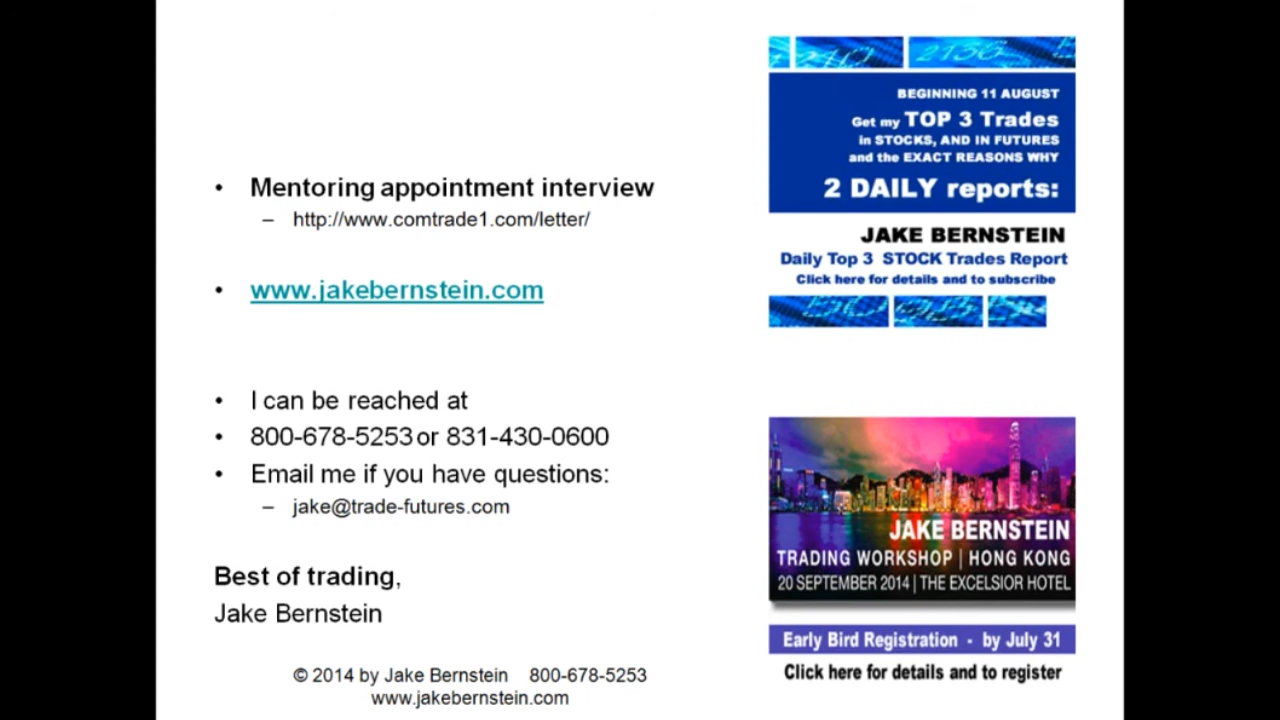 • Mentoring appointment interview
– http://www.comtrade1.com/letter/
• www.jakebernstein.com
• I can be reached at
• 800-678-5253 or 831-430-0600
• Email me if you have questions:
– jake@trade-futures.com
Best of trading,
Jake Bernstein
© 2014 by Jake Bernstein 800-678-5253
www.jakebernstein.com
2136
BEGINNING 11 AUGUST
Get my TOP 3 Trades
in STOCKS, AND IN FUTURES
and the EXACT REASONS WHY
2 DAILY reports:
JAKE BERNSTEIN
Daily Top 3 STOCK Trades Report
Click here for details and to subscribe
JAKE BERNSTEIN
TRADING WORKSHOP | HONG KONG
20 SEPTEMBER 2014 | THE EXCELSIOR HOTEL
Early Bird Registration - by July 31
Click here for details and to register